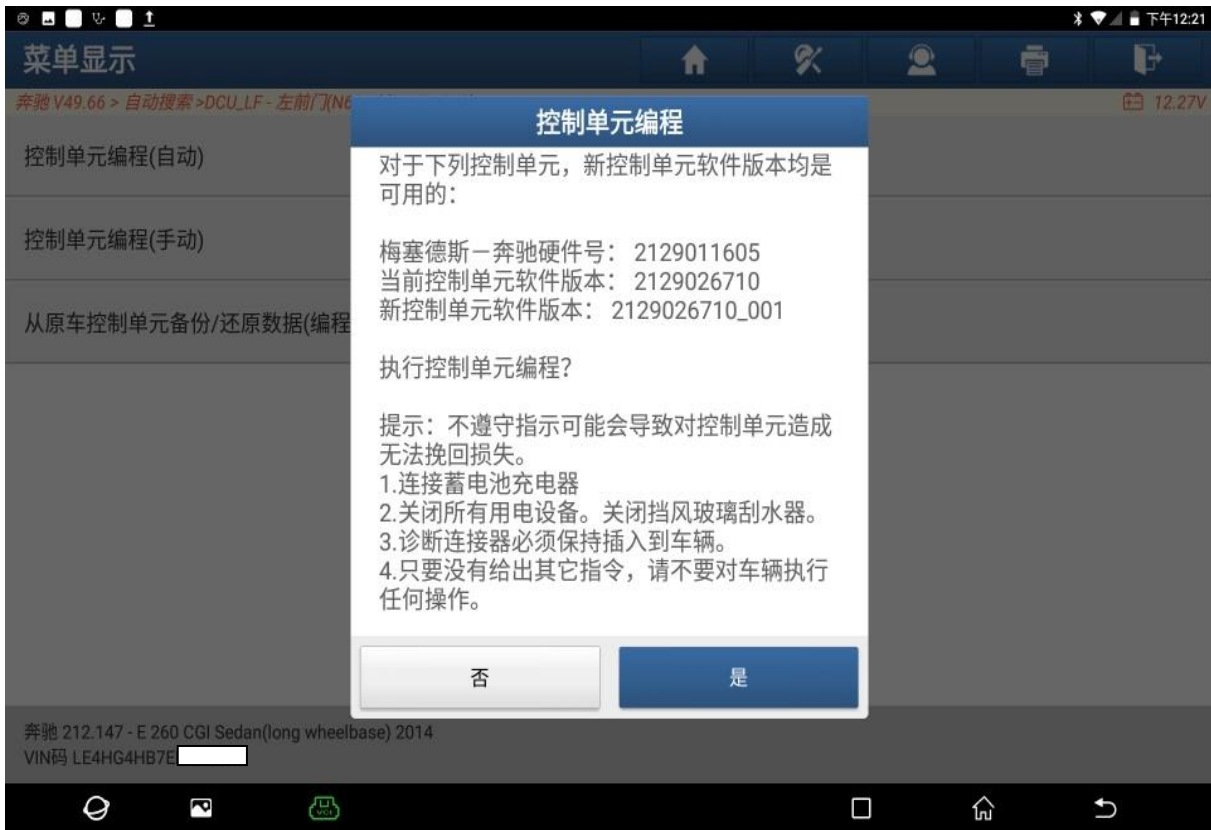 下午12:21
菜单显示
奔驰 V49.66 > 自动搜索 >DCU_LF - 左前门(N6
12.27V
控制单元编程(自动)
控制单元编程(手动)
从原车控制单元备份/还原数据(编程
控制单元编程
对于下列控制单元，新控制单元软件版本均是
可用的：
梅塞德斯－奔驰硬件号： 2129011605
当前控制单元软件版本： 2129026710
新控制单元软件版本： 2129026710_001
执行控制单元编程?
提示：不遵守指示可能会导致对控制单元造成
无法挽回损失。
1.连接蓄电池充电器
2.关闭所有用电设备。关闭挡风玻璃刮水器。
3.诊断连接器必须保持插入到车辆。
4.只要没有给出其它指令，请不要对车辆执行
任何操作。
否
是
奔驰 212.147 - E 260 CGI Sedan(long wheelbase) 2014
VIN码 LE4HG4HB7E
VCI